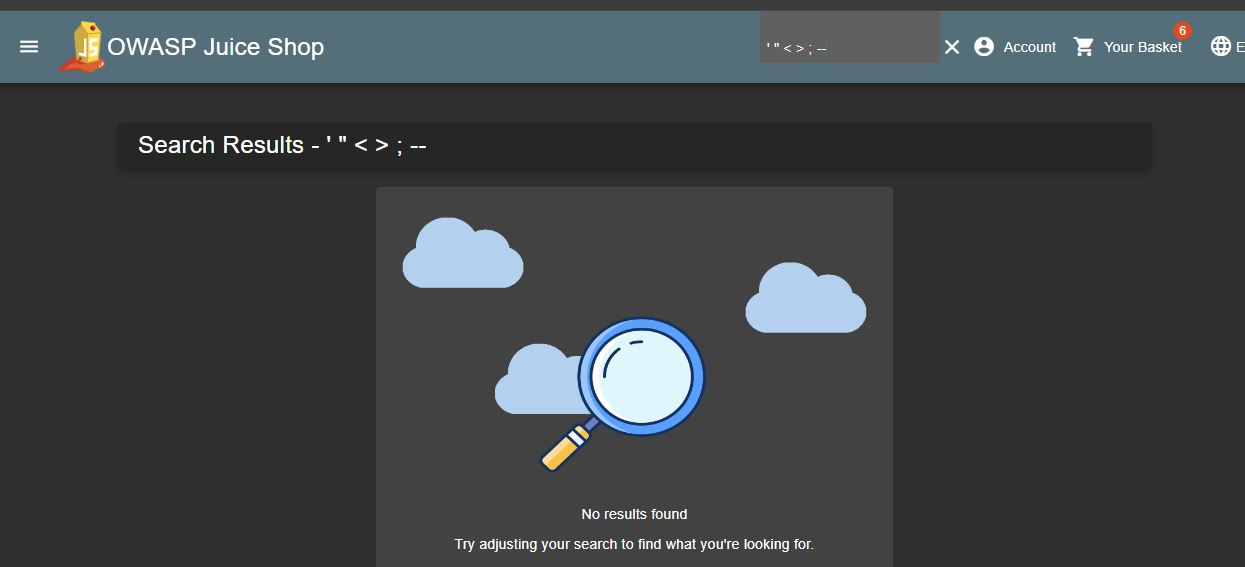 OWASP Juice Shop
' " < > ; --
Account
6
Your Basket
E
Search Results - ' " < > ; --
No results found
Try adjusting your search to find what you're looking for.